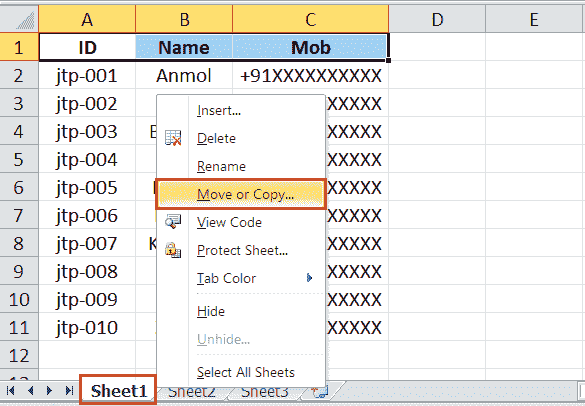 A B C D E
1 ID Name Mob
2 jtp-001 Anmol +91XXXXXXXXXX
3 jtp-002 XXXXX
Insert...
4 jtp-003 E XXXXX
Delete
5 jtp-004 XXXXX
Rename
6 jtp-005 XXXXX
Move or Copy...
7 jtp-006 XXXXX
View Code
8 jtp-007 K XXXXX
Protect Sheet...
9 jtp-008 XXXXX
Tab Color
10 jtp-009 XXXXX
Hide
11 jtp-010 XXXXX
Unhide...
12
Select All Sheets
Sheet1 Sheet2 Sheet3